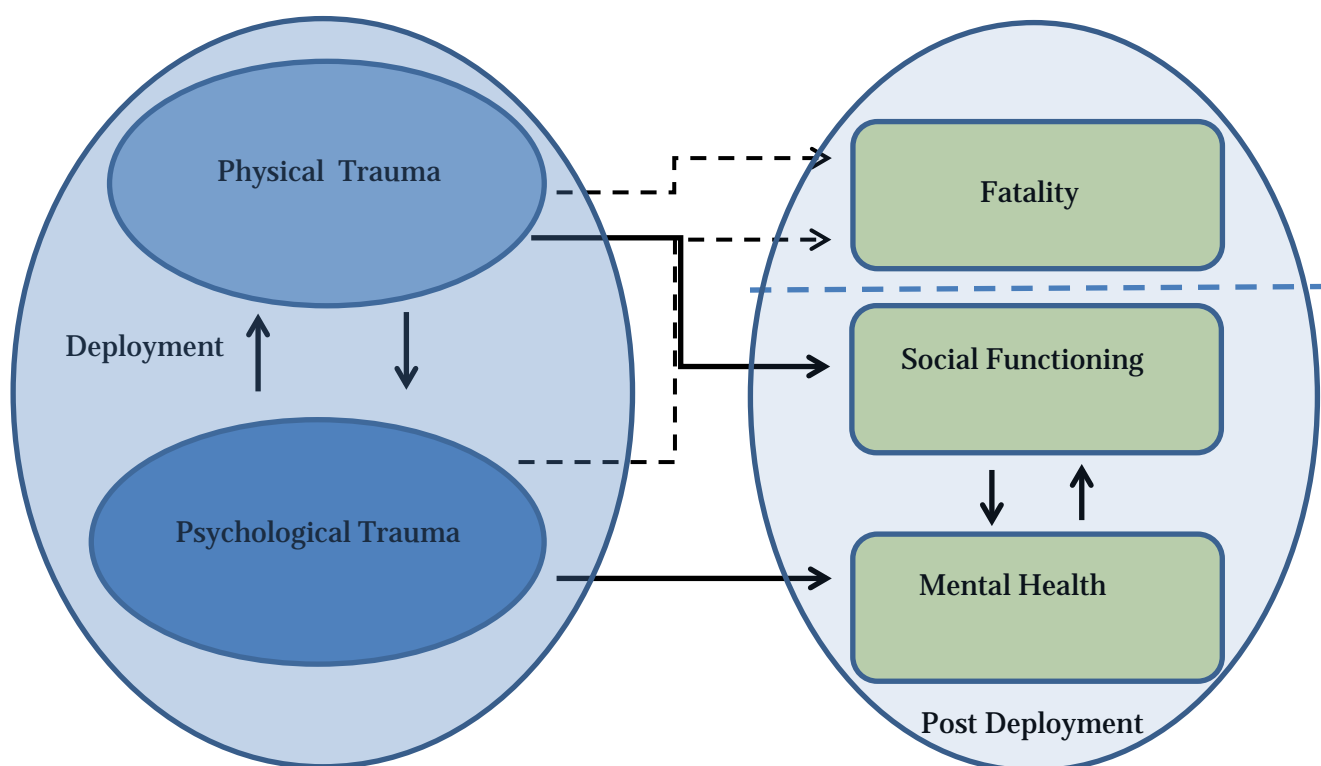 Physical Trauma
Deployment
Psychological Trauma
Fatality
Social Functioning
Mental Health
Post Deployment